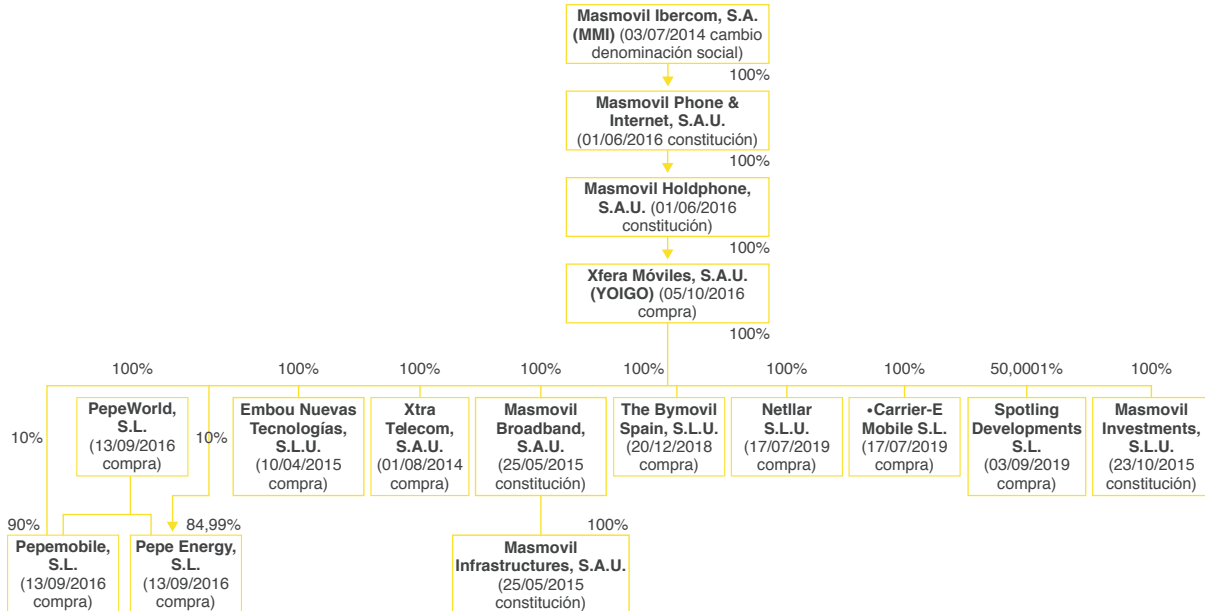 Masmovil Ibercom, S.A.
(MMI) (03/07/2014 cambio
denominación social)
100%
Masmovil Phone &
Internet, S.A.U.
(01/06/2016 constitución)
100%
Masmovil Holdphone,
S.A.U. (01/06/2016
constitución)
100%
Xfera Móviles, S.A.U.
(YOIGO) (05/10/2016
compra)
100%
100%
100%
100%
100%
100%
100%
100%
50,0001%
100%
10%
PepeWorld,
S.L.
(13/09/2016
compra)
10%
Embou Nuevas
Tecnologías,
S.L.U.
(10/04/2015
compra)
Xtra
Telecom,
S.A.U.
(01/08/2014
compra)
Masmovil
Broadband,
S.A.U.
(25/05/2015
constitución)
The Bymovil
Spain, S.L.U.
(20/12/2018
compra)
Netllar
S.L.U.
(17/07/2019
compra)
•Carrier-E
Mobile S.L.
(17/07/2019
compra)
Spotling
Developments
S.L.
(03/09/2019
compra)
Masmovil
Investments,
S.L.U.
(23/10/2015
constitución)
90%
84,99%
100%
Pepemobile,
S.L.
(13/09/2016
compra)
Pepe Energy,
S.L.
(13/09/2016
compra)
Masmovil
Infrastructures, S.A.U.
(25/05/2015
constitución)